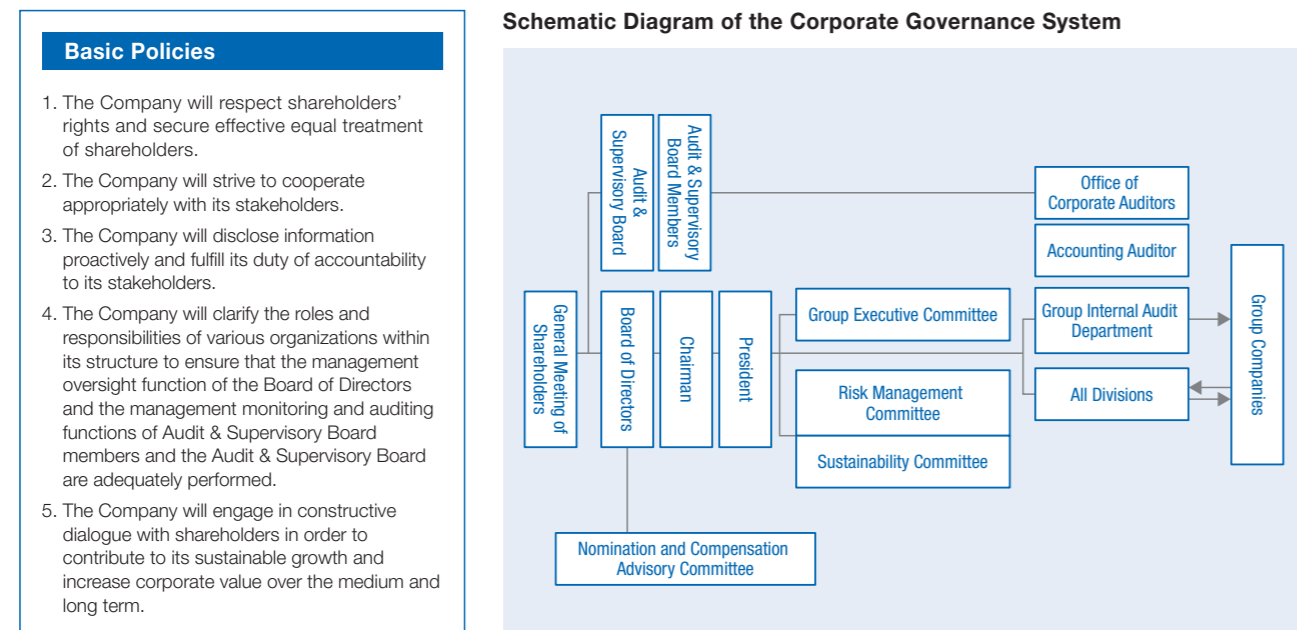 Basic Policies
1. The Company will respect shareholders'
rights and secure effective equal treatment
of shareholders.
2. The Company will strive to cooperate
appropriately with its stakeholders.
3. The Company will disclose information
proactively and fulfill its duty of accountability
to its stakeholders.
4. The Company will clarify the roles and
responsibilities of various organizations within
its structure to ensure that the management
oversight function of the Board of Directors
and the management monitoring and auditing
functions of Audit & Supervisory Board
members and the Audit & Supervisory Board
are adequately performed.
5. The Company will engage in constructive
dialogue with shareholders in order to
contribute to its sustainable growth and
increase corporate value over the medium and
long term.
Schematic Diagram of the Corporate Governance System
Audit &
Supervisory Board
Audit & Supervisory
Board Members
Office of
Corporate Auditors
Accounting Auditor
General Meeting of
Shareholders
Board of Directors
Chairman
President
Group Executive Committee
Risk Management
Committee
Sustainability Committee
Group Internal Audit
Department
All Divisions
Group Companies
Nomination and Compensation
Advisory Committee